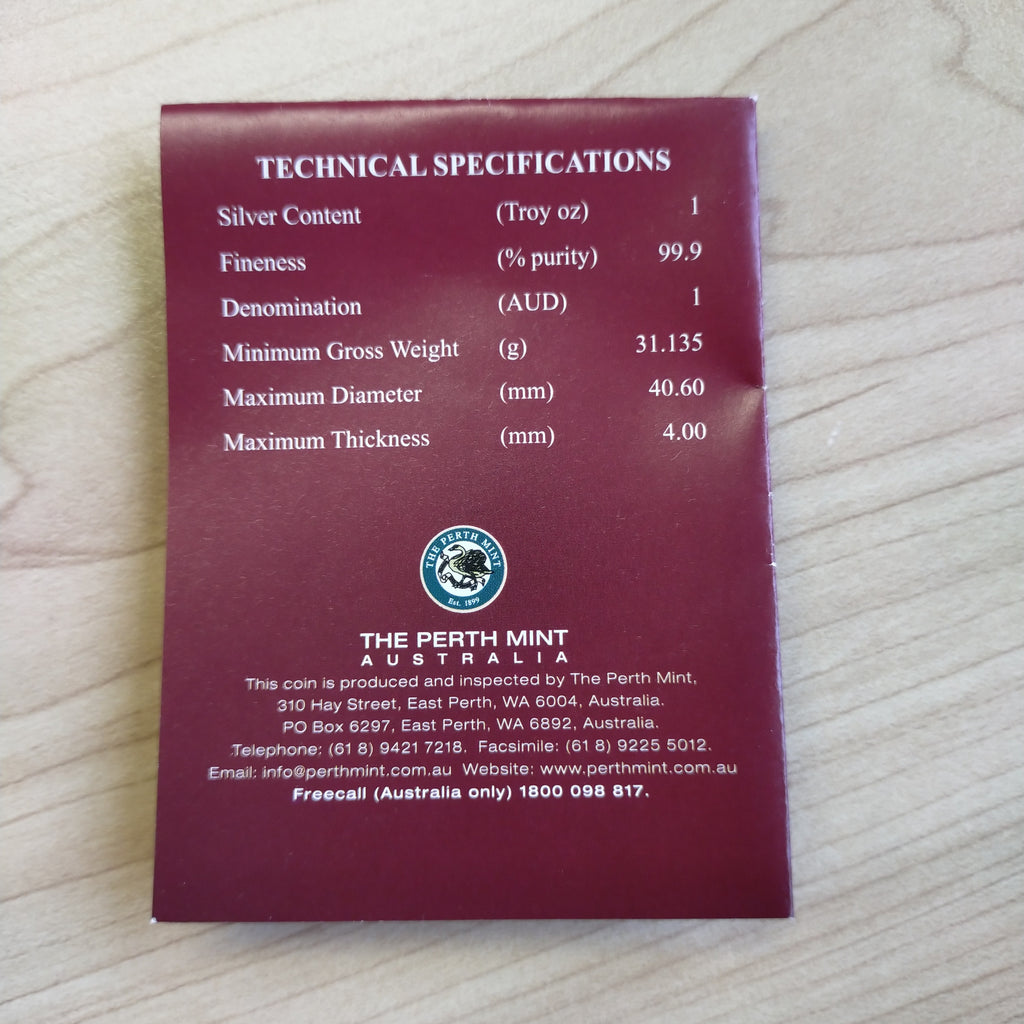 TECHNICAL SPECIFICATIONS
Silver Content (Troy oz) 1
Fineness (% purity) 99.9
Denomination (AUD) 1
Minimum Gross Weight (g) 31.135
Maximum Diameter (mm) 40.60
Maximum Thickness (mm) 4.00
THE PERTH MINT
Est. 1899
THE PERTH MINT
AUSTRALIA
This coin is produced and inspected by The Perth Mint,
310 Hay Street, East Perth, WA 6004, Australia.
PO Box 6297, East Perth, WA 6892, Australia.
Telephone: (61 8) 9421 7218. Facsimile: (61 8) 9225 5012.
Email: info@perthmint.com.au Website: www.perthmint.com.au
Freecall (Australia only) 1800 098 817.